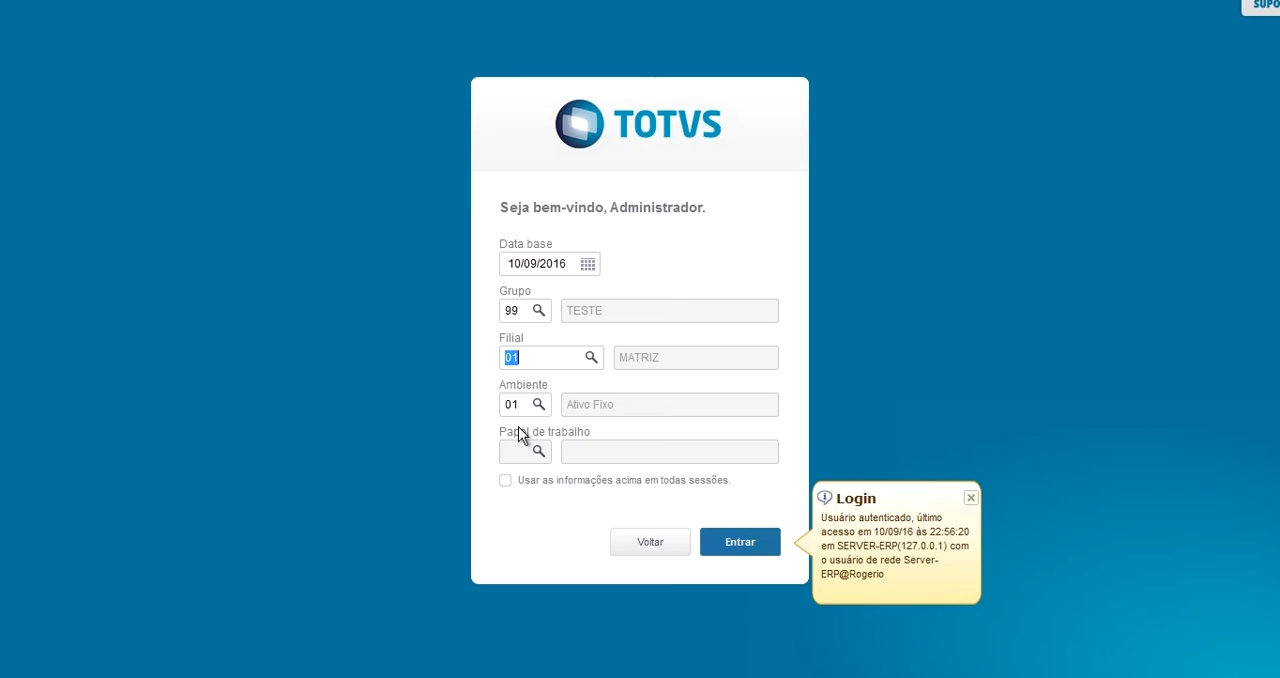 SUPO
TOTVS
Seja bem-vindo, Administrador.
Data base
10/09/2016
Grupo
99 TESTE
Filial
01 MATRIZ
Ambiente
01 Ativo Fixo
Papel de trabalho
Usar as informações acima em todas sessões.
Voltar Entrar
Login
Usuário autenticado, último
acesso em 10/09/16 às 22:56:20
em SERVER-ERP(127.0.0.1) com
o usuário de rede Server-
ERP@Rogerio